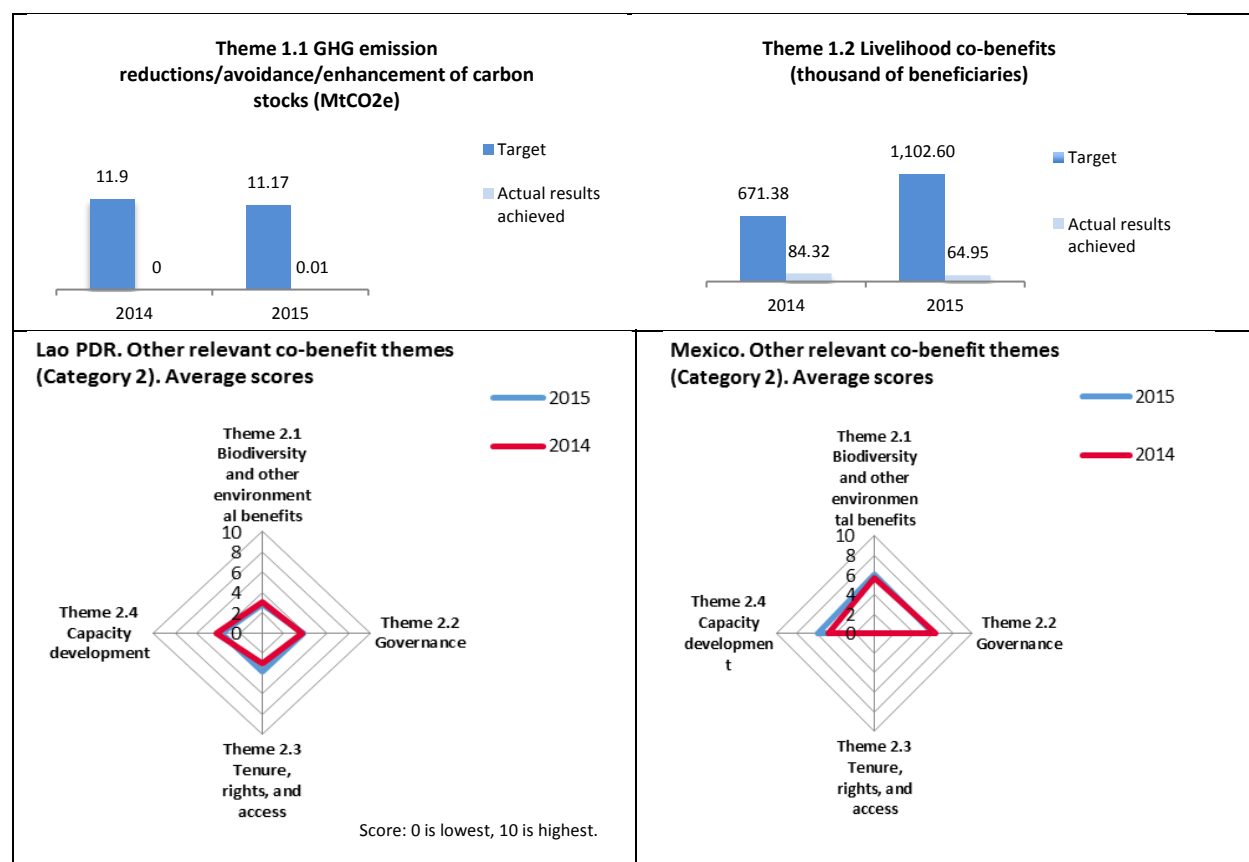 Theme 1.1 GHG emission
reductions/avoidance/enhancement of carbon
stocks (MtCO2e)
Target
Actual results
achieved
11.9
11.17
0
0.01
2014
2015
Theme 1.2 Livelihood co-benefits
(thousand of beneficiaries)
Target
Actual results
achieved
1,102.60
671.38
84.32
64.95
2014
2015
Lao PDR. Other relevant co-benefit themes
(Category 2). Average scores
2015
2014
Theme 2.1
Biodiversity
and other
environment
al benefits
10
8
6
4
2
0
Theme 2.4
Capacity
development
Theme 2.2
Governance
Theme 2.3
Tenure,
rights, and
access
Score: 0 is lowest, 10 is highest.
Mexico. Other relevant co-benefit themes
(Category 2). Average scores
2015
2014
Theme 2.1
Biodiversity
and other
environmen
tal benefits
10
8
6
4
2
0
Theme 2.4
Capacity
developmen
t
Theme 2.2
Governance
Theme 2.3
Tenure,
rights, and
access